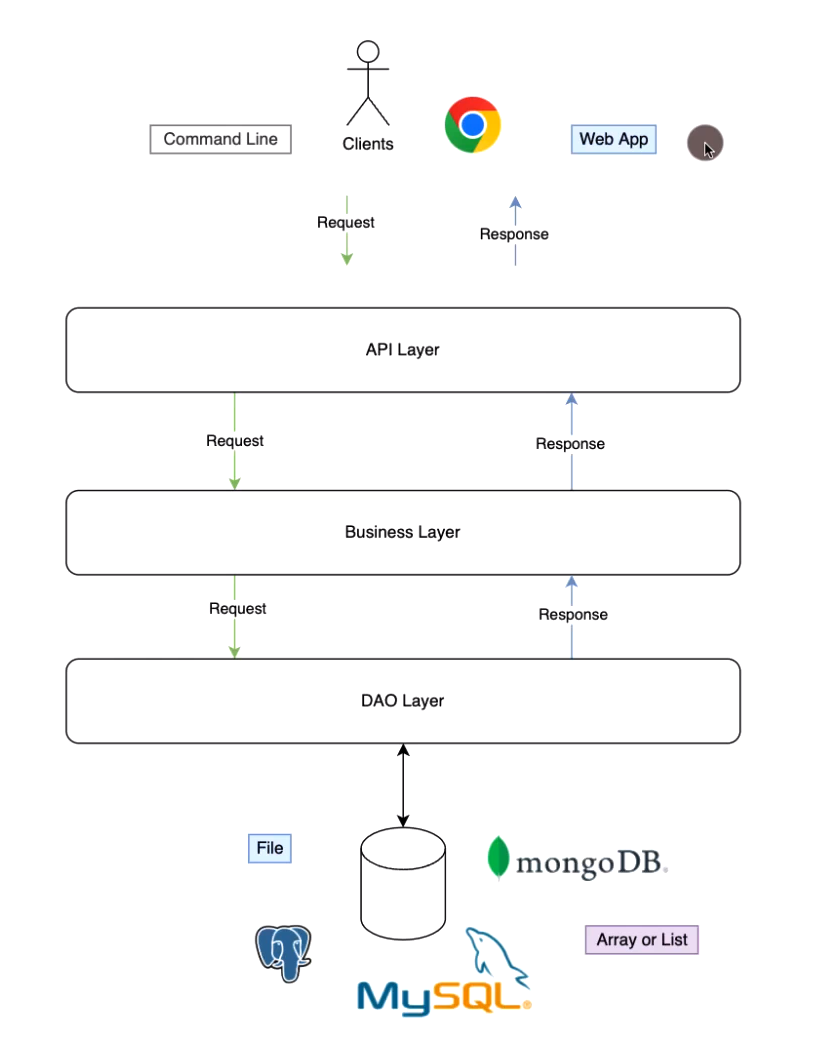 Command Line
Clients
Web App
Request
Response
API Layer
Request
Response
Business Layer
Request
Response
DAO Layer
File
mongoDB.
Array or List
MySQL®